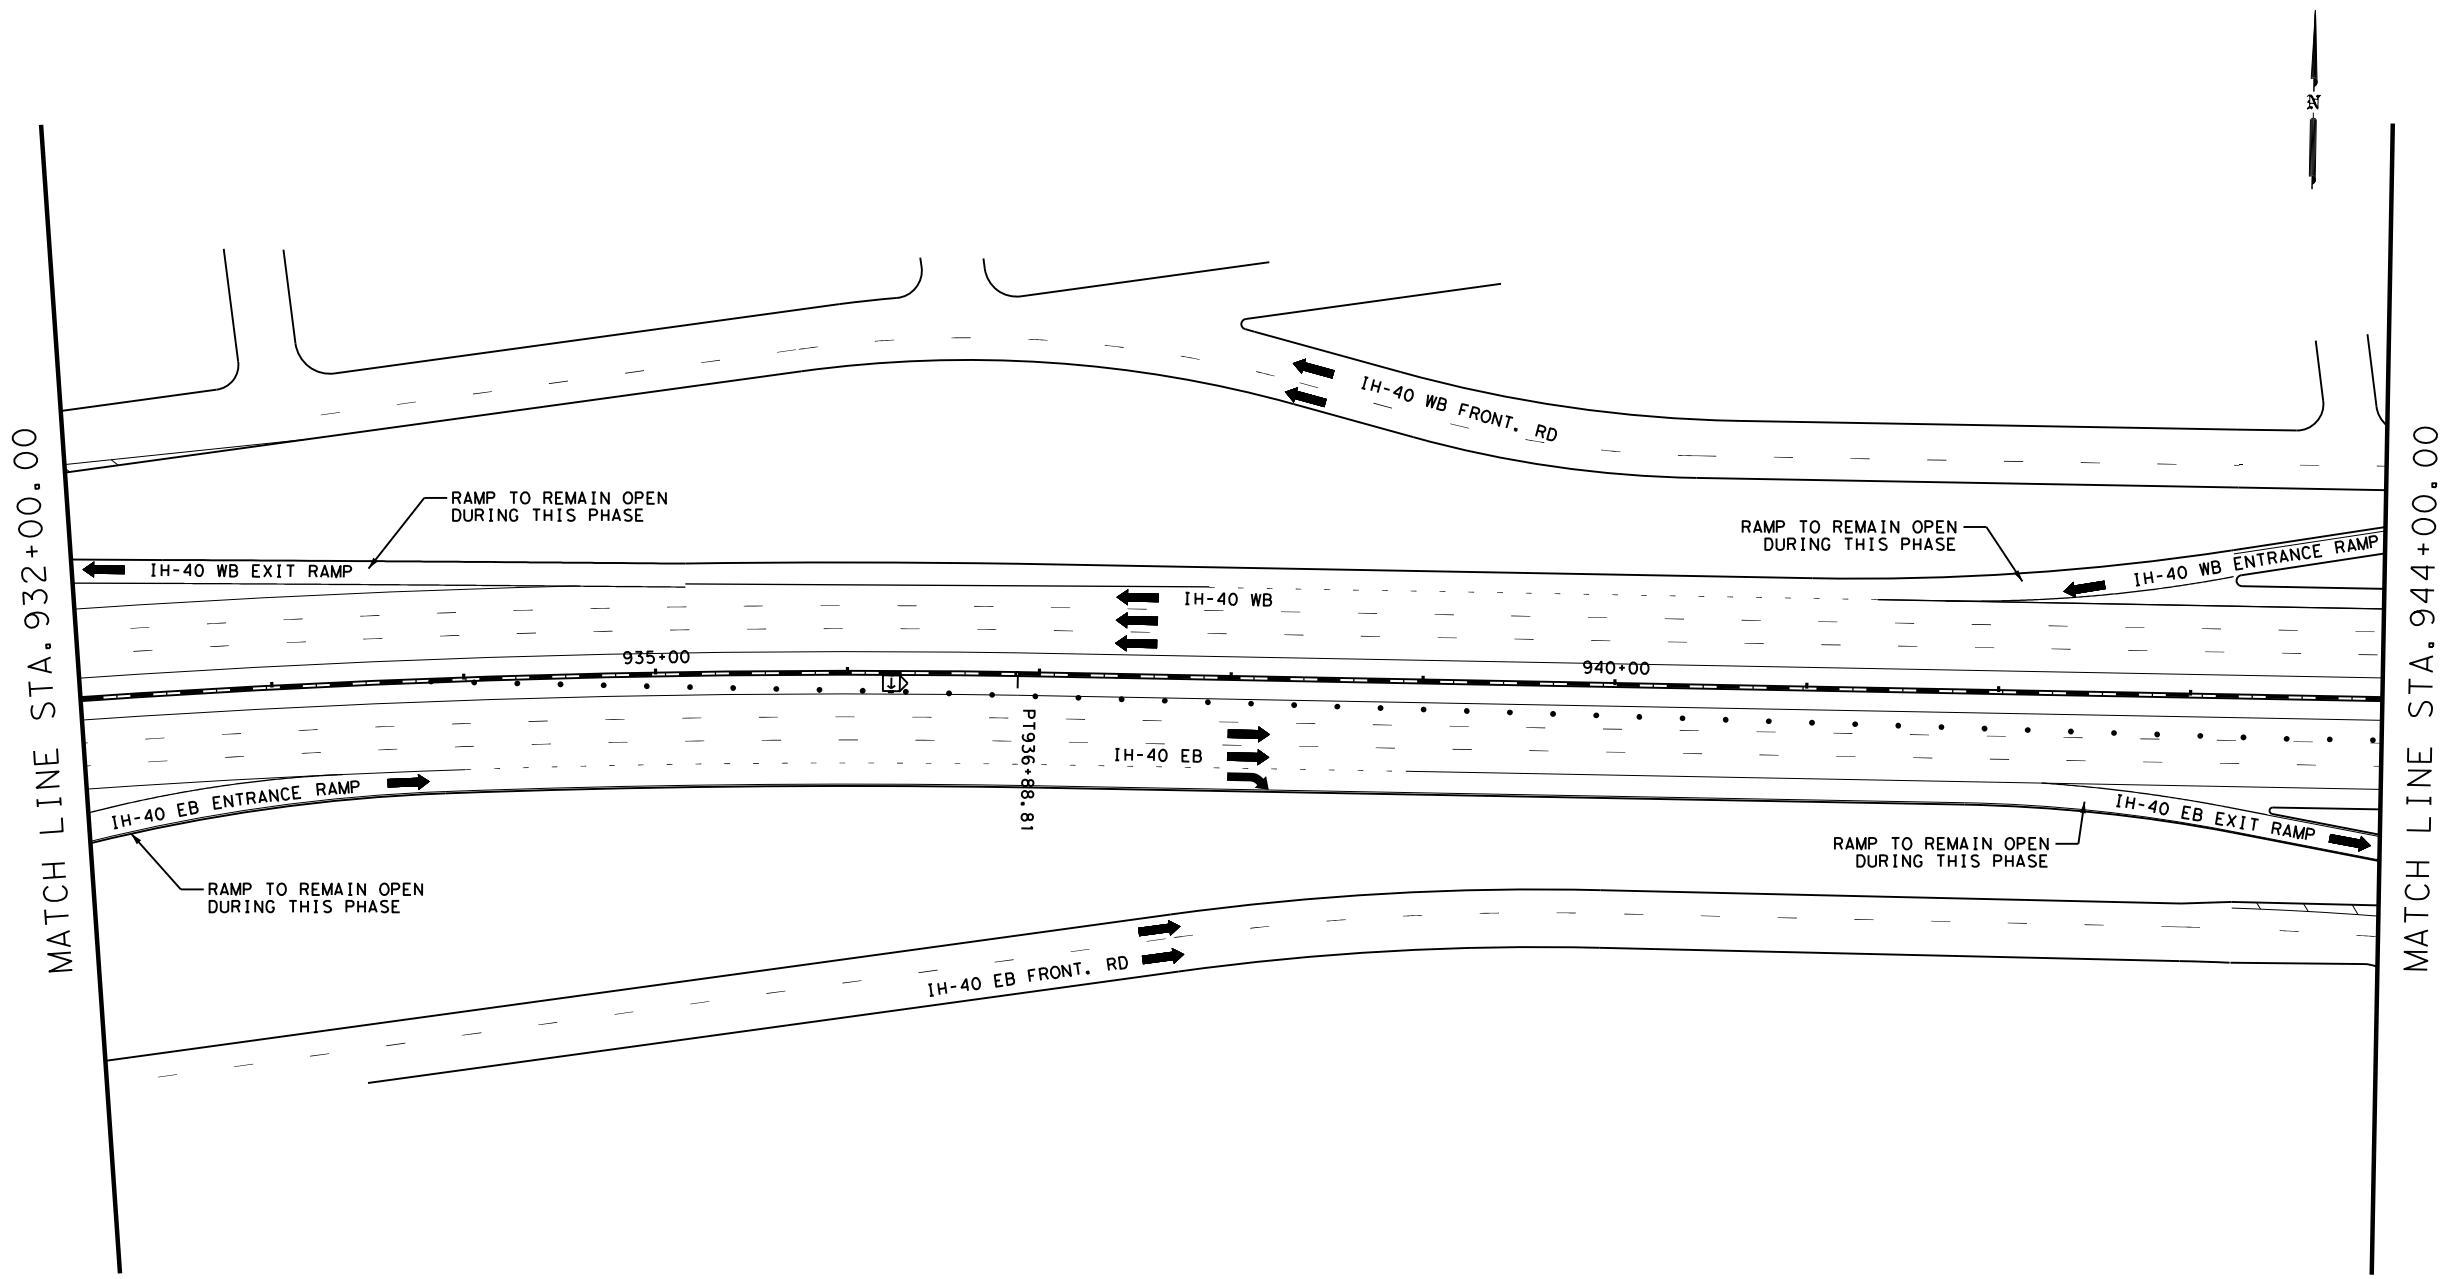 N
MATCH LINE STA. 932+00.00
MATCH LINE STA. 944+00.00
IH-40 WB FRONT. RD
RAMP TO REMAIN OPEN
DURING THIS PHASE
RAMP TO REMAIN OPEN
DURING THIS PHASE
IH-40 WB ENTRANCE RAMP
IH-40 WB EXIT RAMP
IH-40 WB
935+00
940+00
PT936+88.81
IH-40 EB
IH-40 EB ENTRANCE RAMP
IH-40 EB EXIT RAMP
RAMP TO REMAIN OPEN
DURING THIS PHASE
RAMP TO REMAIN OPEN
DURING THIS PHASE
IH-40 EB FRONT. RD